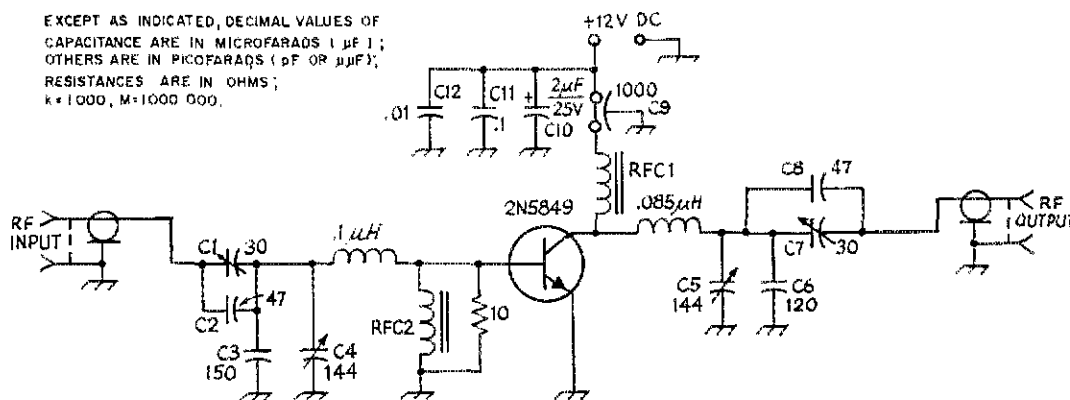 EXCEPT AS INDICATED, DECIMAL VALUES OF
CAPACITANCE ARE IN MICROFARADS ( µF ) ;
OTHERS ARE IN PICOFARADS ( pF OR µµF);
RESISTANCES ARE IN OHMS ;
k=1000, M=1000 000.
+12V DC
C12
.01
C11
.1
+
2µF
25V
C10
1000
C9
RFC1
2N5849
.085µH
C8
47
C7
30
RF
OUTPUT
RF
INPUT
C1
30
.1 µH
C2
47
C3
150
C4
144
RFC2
10
C5
144
C6
120